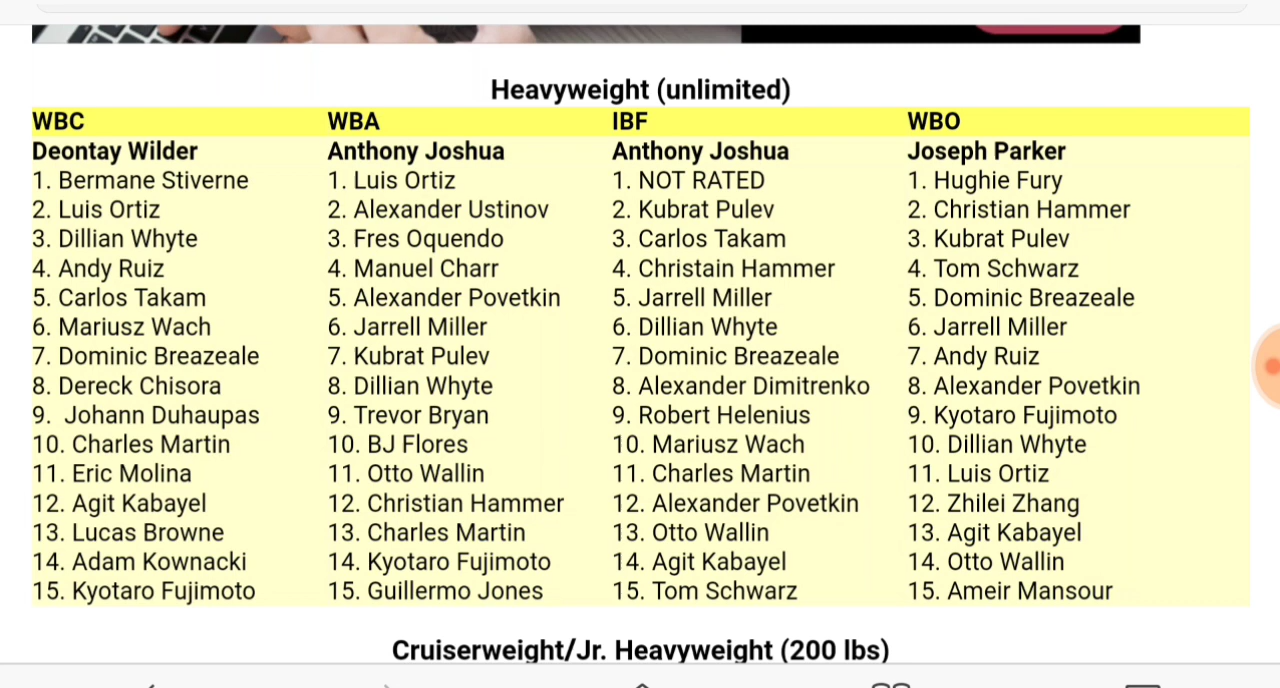 Heavyweight (unlimited)
WBC WBA IBF WBO
Deontay Wilder Anthony Joshua Anthony Joshua Joseph Parker
1. Bermane Stiverne 1. Luis Ortiz 1. NOT RATED 1. Hughie Fury
2. Luis Ortiz 2. Alexander Ustinov 2. Kubrat Pulev 2. Christian Hammer
3. Dillian Whyte 3. Fres Oquendo 3. Carlos Takam 3. Kubrat Pulev
4. Andy Ruiz 4. Manuel Charr 4. Christain Hammer 4. Tom Schwarz
5. Carlos Takam 5. Alexander Povetkin 5. Jarrell Miller 5. Dominic Breazeale
6. Mariusz Wach 6. Jarrell Miller 6. Dillian Whyte 6. Jarrell Miller
7. Dominic Breazeale 7. Kubrat Pulev 7. Dominic Breazeale 7. Andy Ruiz
8. Dereck Chisora 8. Dillian Whyte 8. Alexander Dimitrenko 8. Alexander Povetkin
9. Johann Duhaupas 9. Trevor Bryan 9. Robert Helenius 9. Kyotaro Fujimoto
10. Charles Martin 10. BJ Flores 10. Mariusz Wach 10. Dillian Whyte
11. Eric Molina 11. Otto Wallin 11. Charles Martin 11. Luis Ortiz
12. Agit Kabayel 12. Christian Hammer 12. Alexander Povetkin 12. Zhilei Zhang
13. Lucas Browne 13. Charles Martin 13. Otto Wallin 13. Agit Kabayel
14. Adam Kownacki 14. Kyotaro Fujimoto 14. Agit Kabayel 14. Otto Wallin
15. Kyotaro Fujimoto 15. Guillermo Jones 15. Tom Schwarz 15. Ameir Mansour
Cruiserweight/Jr. Heavyweight (200 lbs)